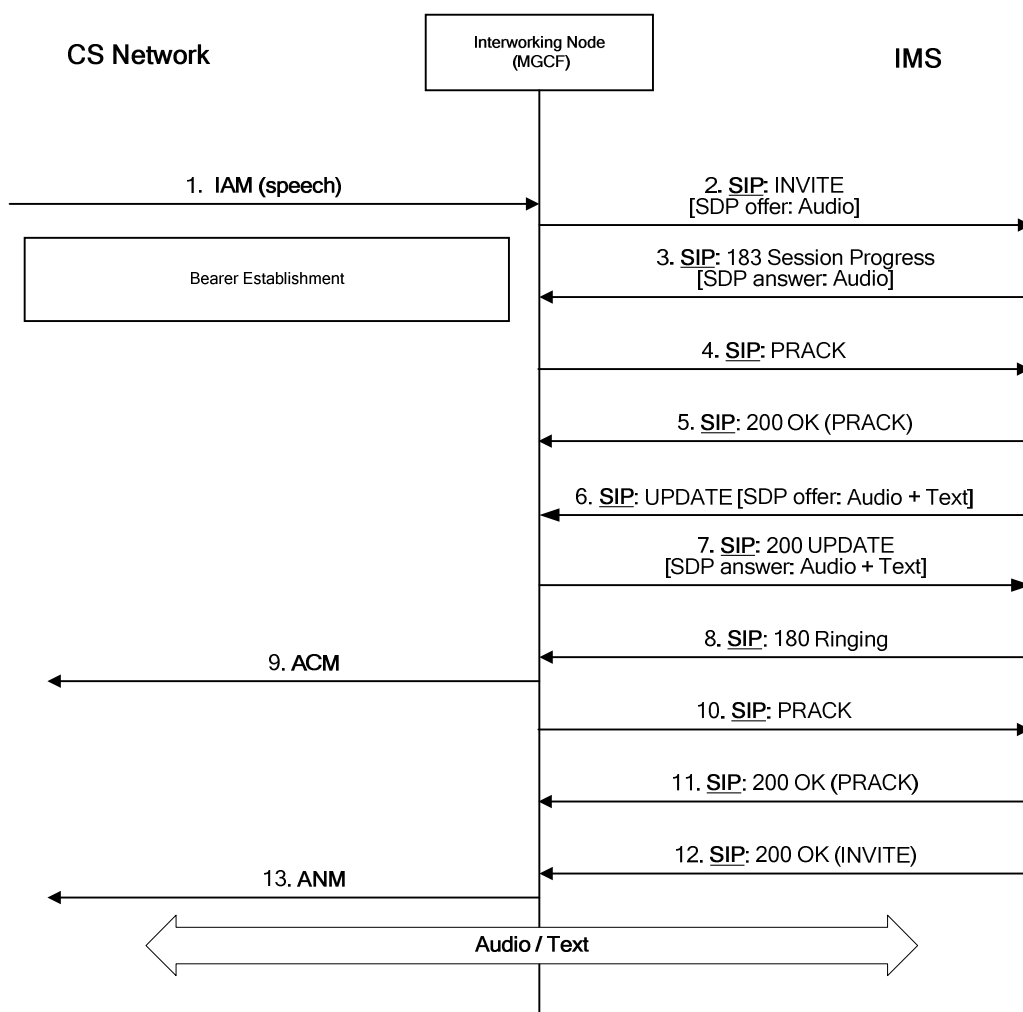 CS Network
Interworking Node
(MGCF)
IMS
1. IAM (speech)
2. SIP: INVITE
[SDP offer: Audio]
Bearer Establishment
3. SIP: 183 Session Progress
[SDP answer: Audio]
4. SIP: PRACK
5. SIP: 200 OK (PRACK)
6. SIP: UPDATE [SDP offer: Audio + Text]
7. SIP: 200 UPDATE
[SDP answer: Audio + Text]
8. SIP: 180 Ringing
9. ACM
10. SIP: PRACK
11. SIP: 200 OK (PRACK)
12. SIP: 200 OK (INVITE)
13. ANM
Audio / Text